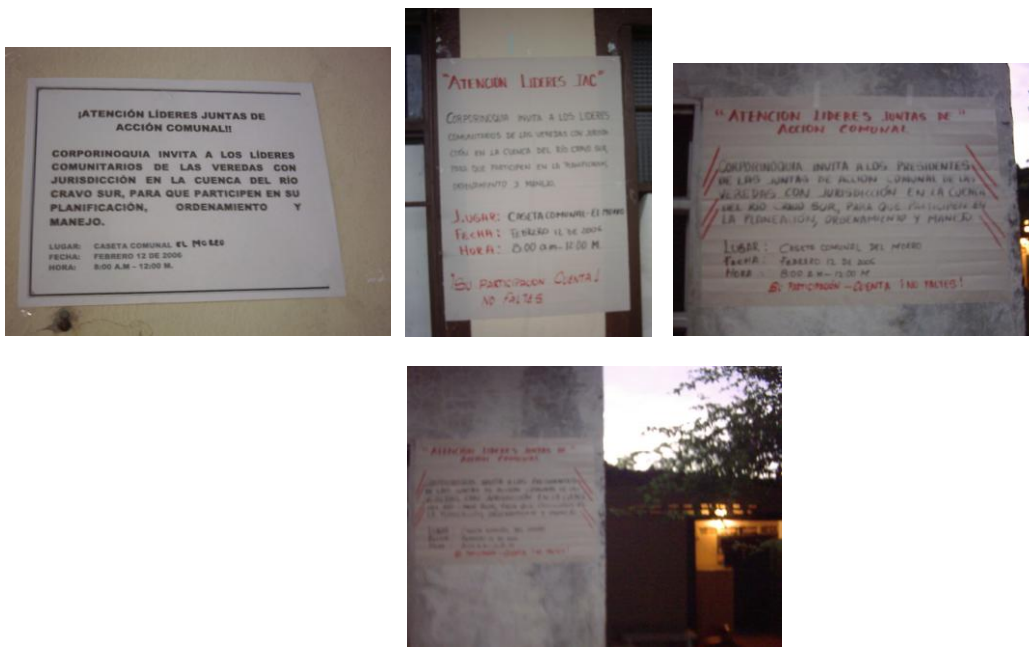 ¡ATENCIÓN LÍDERES JUNTAS DE
ACCIÓN COMUNAL!!
CORPORINOQUIA INVITA A LOS LÍDERES
COMUNITARIOS DE LAS VEREDAS CON
JURISDICCIÓN EN LA CUENCA DEL RÍO
CRAVO SUR, PARA QUE PARTICIPEN EN SU
PLANIFICACIÓN, ORDENAMIENTO Y
MANEJO.
LUGAR: CASETA COMUNAL EL MORRO
FECHA: FEBRERO 12 DE 2006
HORA: 8:00 A.M – 12:00 M.
"ATENCION LIDERES JAC"
CORPORINOQUIA INVITA A LOS LIDERES
COMUNITARIOS DE LAS VEREDAS CON JURISDI
CCIÓN EN LA CUENCA DEL RÍO CRAVO SUR,
PARA QUE PARTICIPEN EN LA PLANIFICACION,
ORDENAMIENTO Y MANEJO.
LUGAR: CASETA COMUNAL - EL MORRO
FECHA: FEBRERO 12 DE 2006
HORA: 8:00 a.m - 12:00 M.
¡SU PARTICIPACION CUENTA!
NO FALTES
"ATENCION LIDERES JUNTAS DE"
ACCION COMUNAL
CORPORINOQUIA INVITA A LOS PRESIDENTES
DE LAS JUNTAS DE ACCIÓN COMUNAL DE LAS
VEREDAS CON JURISDICCIÓN EN LA CUENCA
DEL RIO CRAVO SUR, PARA QUE PARTICIPEN EN
LA PLANEACIÓN, ORDENAMIENTO Y MANEJO.
LUGAR: CASETA COMUNAL DEL MORRO
FECHA: FEBRERO 12 DE 2006
HORA: 8:00 A.M - 12:00 M
SU PARTICIPACIÓN - CUENTA ¡NO FALTES!
"ATENCION LIDERES JUNTAS DE"
ACCION COMUNAL